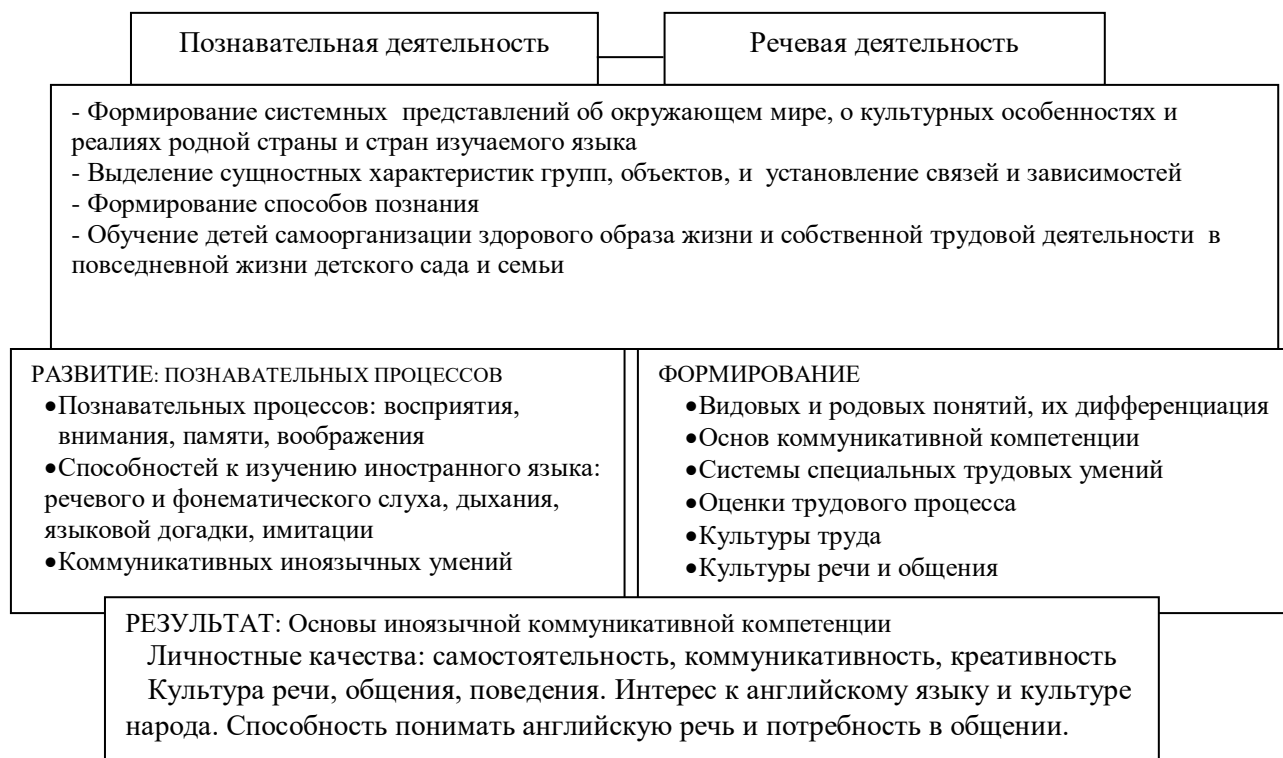 Познавательная деятельность
Речевая деятельность
- Формирование системных представлений об окружающем мире, о культурных особенностях и
реалиях родной страны и стран изучаемого языка
- Выделение сущностных характеристик групп, объектов, и установление связей и зависимостей
- Формирование способов познания
- Обучение детей самоорганизации здорового образа жизни и собственной трудовой деятельности в
повседневной жизни детского сада и семьи
РАЗВИТИЕ: ПОЗНАВАТЕЛЬНЫХ ПРОЦЕССОВ
•Познавательных процессов: восприятия,
внимания, памяти, воображения
•Способностей к изучению иностранного языка:
речевого и фонематического слуха, дыхания,
языковой догадки, имитации
•Коммуникативных иноязычных умений
ФОРМИРОВАНИЕ
•Видовых и родовых понятий, их дифференциация
•Основ коммуникативной компетенции
•Системы специальных трудовых умений
•Оценки трудового процесса
•Культуры труда
•Культуры речи и общения
РЕЗУЛЬТАТ: Основы иноязычной коммуникативной компетенции
Личностные качества: самостоятельность, коммуникативность, креативность
Культура речи, общения, поведения. Интерес к английскому языку и культуре
народа. Способность понимать английскую речь и потребность в общении.